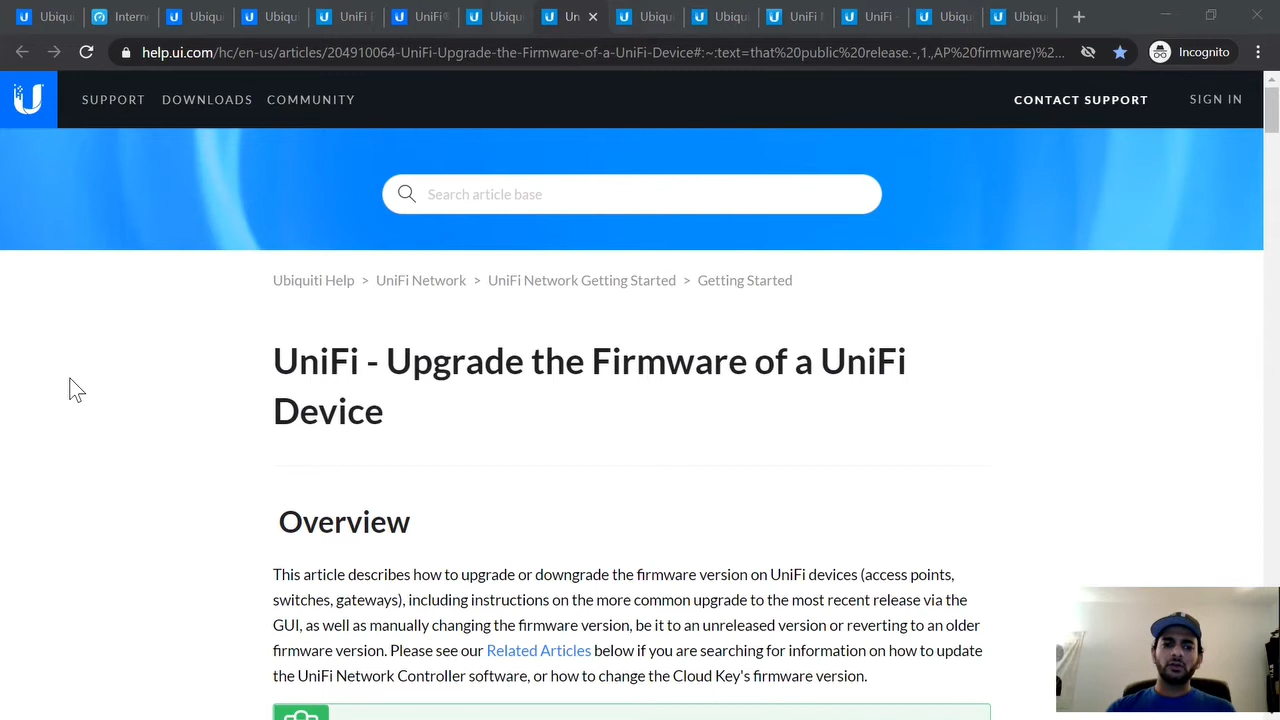 Ubiqui
Intern
Ubiqu
Ubiqu
UniFi
UniFi
Ubiqu
Un
Ubiqu
Ubiqu
UniFi
UniFi
Ubiqu
Ubiqu
help.ui.com/hc/en-us/articles/204910064-UniFi-Upgrade-the-Firmware-of-a-UniFi-Device#:~:text=that%20public%20release.-,1.,AP%20firmware)%2...
Incognito
SUPPORT
DOWNLOADS
COMMUNITY
CONTACT SUPPORT
SIGN IN
Search article base
Ubiquiti Help > UniFi Network > UniFi Network Getting Started > Getting Started
UniFi - Upgrade the Firmware of a UniFi
Device
Overview
This article describes how to upgrade or downgrade the firmware version on UniFi devices (access points,
switches, gateways), including instructions on the more common upgrade to the most recent release via the
GUI, as well as manually changing the firmware version, be it to an unreleased version or reverting to an older
firmware version. Please see our Related Articles below if you are searching for information on how to update
the UniFi Network Controller software, or how to change the Cloud Key's firmware version.